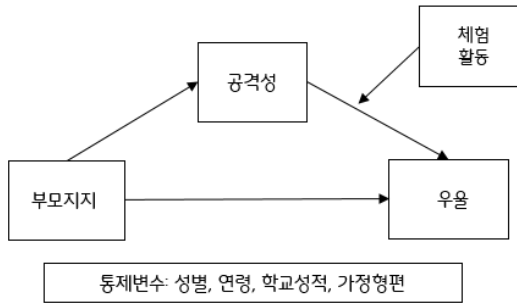 체험
활동
공격성
부모지지
우울
통제변수: 성별, 연령, 학교성적, 가정형편